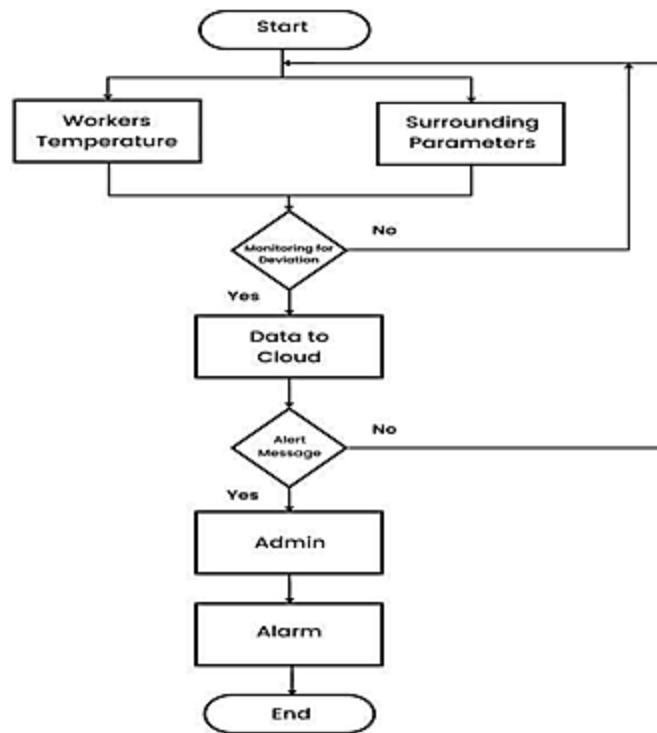 Start
Workers
Temperature
Surrounding
Parameters
Monitoring for
Deviation
No
Yes
Data to
Cloud
Alert
Message
No
Yes
Admin
Alarm
End